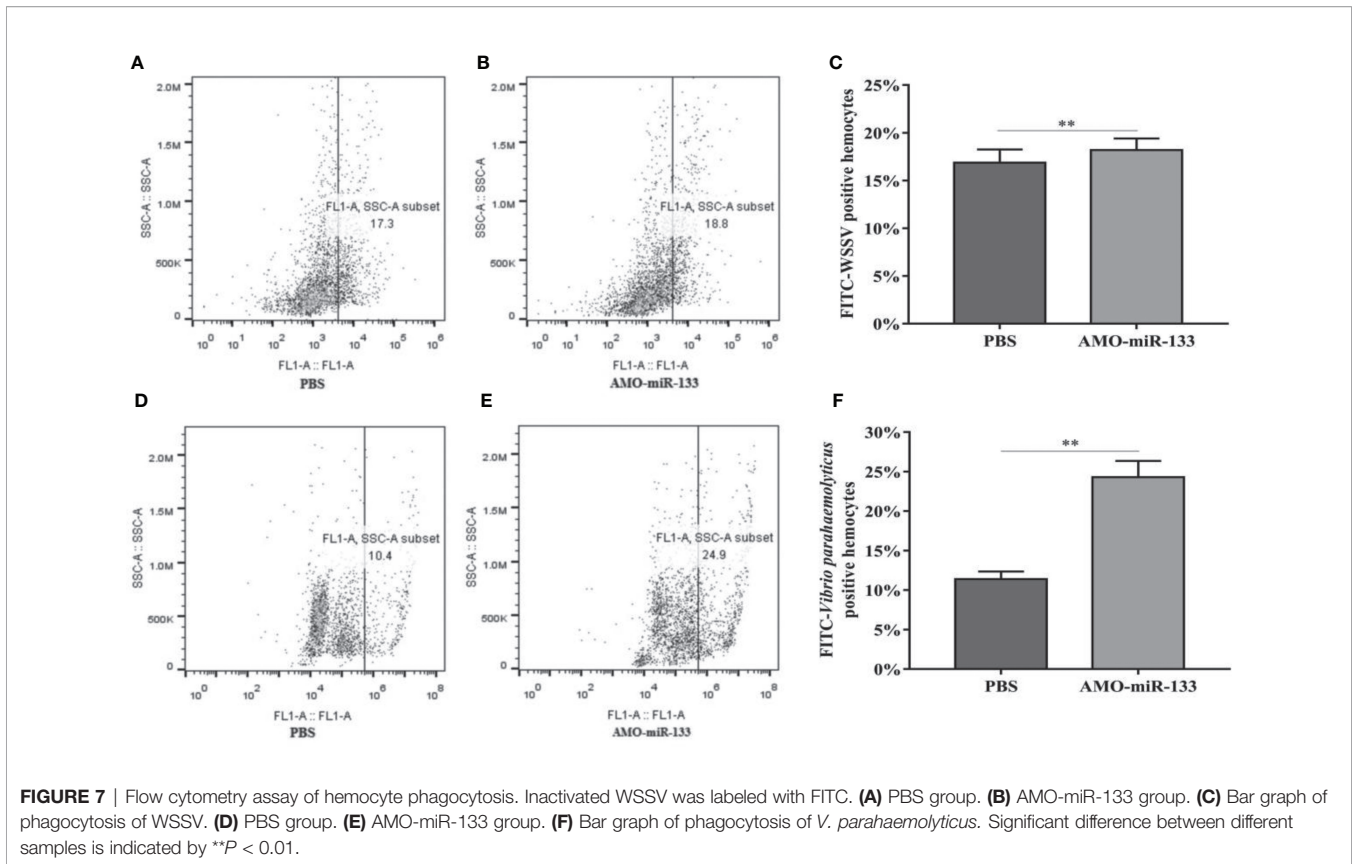 A
2.0M
1.5M
1.0M
500K
0
SSC-A :: SSC-A
FL1-A, SSC-A subset
17.3
10^0 10^1 10^2 10^3 10^4 10^5 10^6
FL1-A :: FL1-A
PBS
B
2.0M
1.5M
1.0M
500K
0
SSC-A :: SSC-A
FL1-A, SSC-A subset
18.8
10^0 10^1 10^2 10^3 10^4 10^5 10^6
FL1-A :: FL1-A
AMO-miR-133
C
25%
20%
15%
10%
5%
0%
FITC-WSSV positive hemocytes
**
PBS AMO-miR-133
D
2.0M
1.5M
1.0M
500K
0
SSC-A :: SSC-A
FL1-A, SSC-A subset
10.4
10^0 10^4 10^6 10^8
FL1-A :: FL1-A
PBS
E
2.0M
1.5M
1.0M
500K
0
SSC-A :: SSC-A
FL1-A, SSC-A subset
24.9
10^0 10^4 10^6 10^8
FL1-A :: FL1-A
AMO-miR-133
F
30%
25%
20%
15%
10%
5%
0%
FITC-Vibrio parahaemolyticus
positive hemocytes
**
PBS AMO-miR-133
FIGURE 7 | Flow cytometry assay of hemocyte phagocytosis. Inactivated WSSV was labeled with FITC. (A) PBS group. (B) AMO-miR-133 group. (C) Bar graph of
phagocytosis of WSSV. (D) PBS group. (E) AMO-miR-133 group. (F) Bar graph of phagocytosis of V. parahaemolyticus. Significant difference between different
samples is indicated by **P < 0.01.